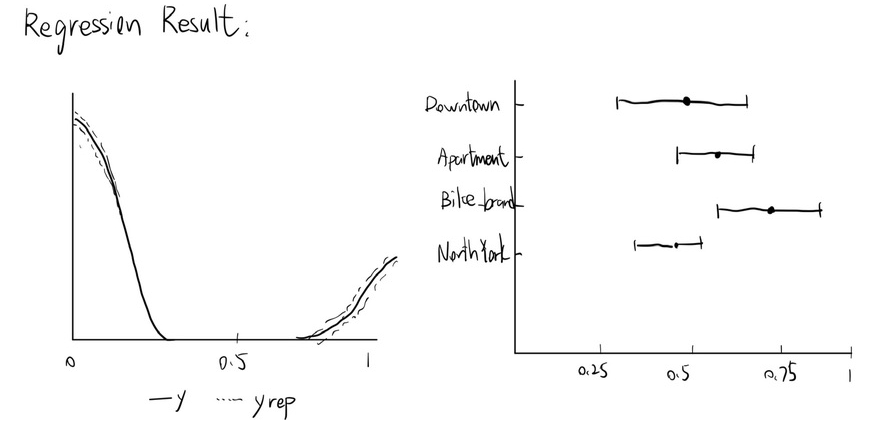 Regression Result:
0 0.5 1
y yrep
Downtown
Apartment
Bike_brand
NorthYork
0.25 0.5 0.75 1